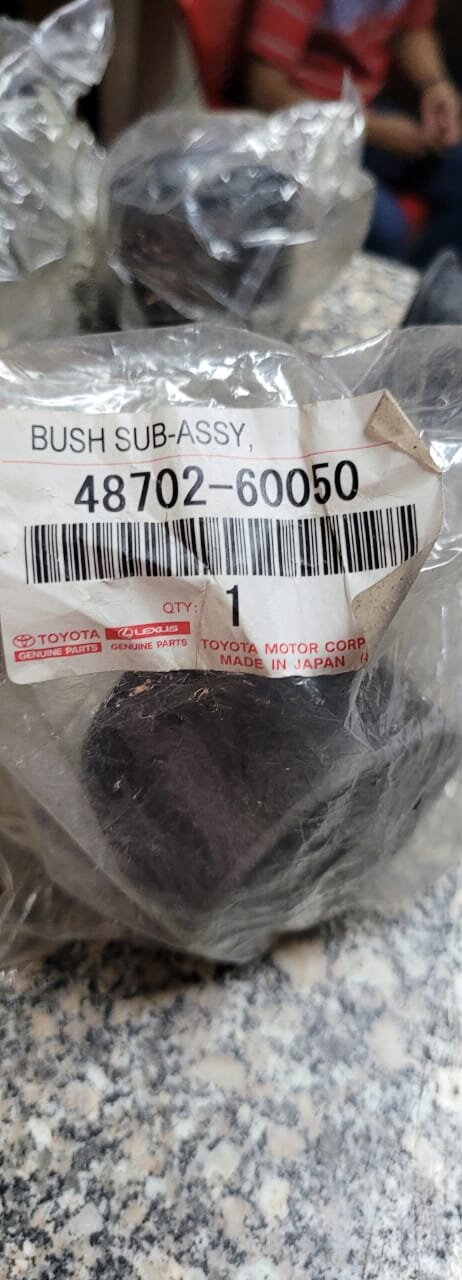 BUSH SUB-ASSY,
48702-60050
QTY: 1
TOYOTA LEXUS
GENUINE PARTS GENUINE PARTS
TOYOTA MOTOR CORP
MADE IN JAPAN